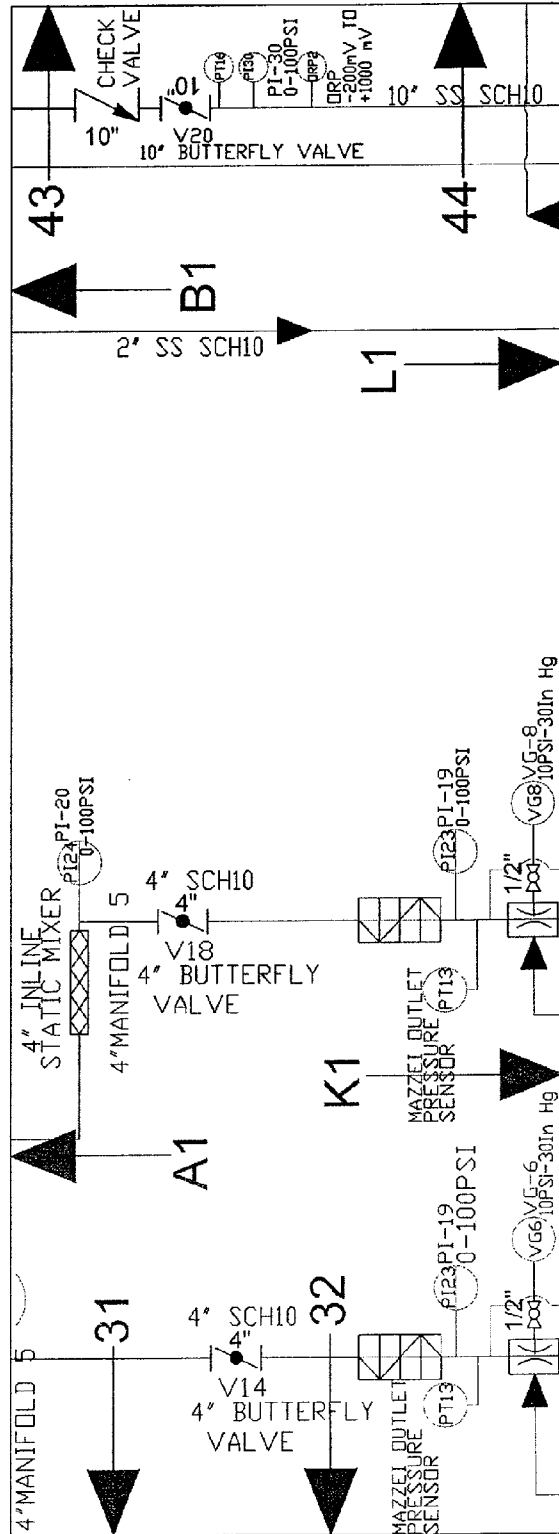 43
CHECK
VALVE
10"
10"
V20
10" BUTTERFLY VALVE
PT16
PI30
PI-30
0-100PSI
ORP2
ORP
-200mV TO
+1000 mV
10" SS SCH10
44
B1
2" SS SCH10
L1
4" INLINE
STATIC MIXER
PI24
PI-20
0-100PSI
4"MANIFOLD 5
4" SCH10
4"
V18
4" BUTTERFLY
VALVE
PI23
PI-19
0-100PSI
PT13
MAZZEI OUTLET
PRESSURE
SENSOR
1/2"
VG8
VG-8
10PSi-30In Hg
A1
K1
4"MANIFOLD 5
31
4" SCH10
4"
V14
4" BUTTERFLY
VALVE
32
PI23
PI-19
0-100PSI
PT13
MAZZEI OUTLET
PRESSURE
SENSOR
1/2"
VG6
VG-6
10PSi-30In Hg